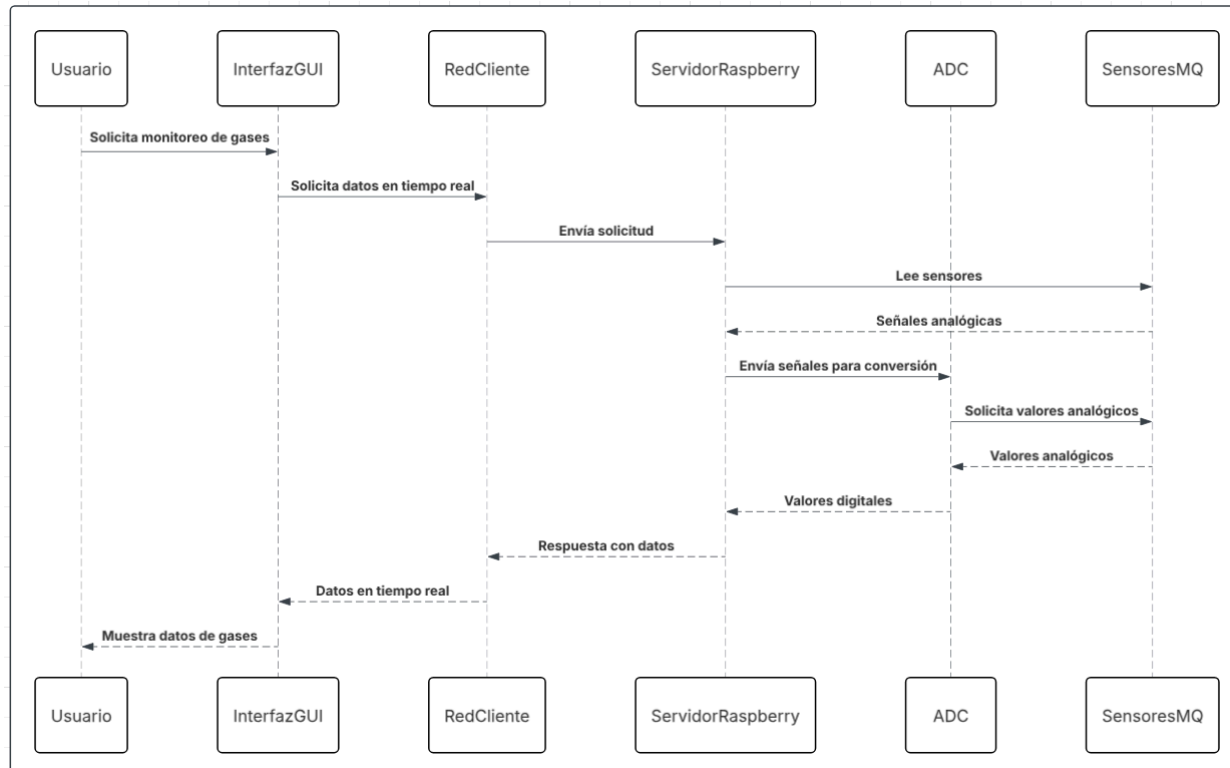 Usuario
InterfazGUI
RedCliente
ServidorRaspberry
ADC
SensoresMQ
Solicita monitoreo de gases
Solicita datos en tiempo real
Envía solicitud
Lee sensores
Señales analógicas
Envía señales para conversión
Solicita valores analógicos
Valores analógicos
Valores digitales
Respuesta con datos
Datos en tiempo real
Muestra datos de gases
Usuario
InterfazGUI
RedCliente
ServidorRaspberry
ADC
SensoresMQ